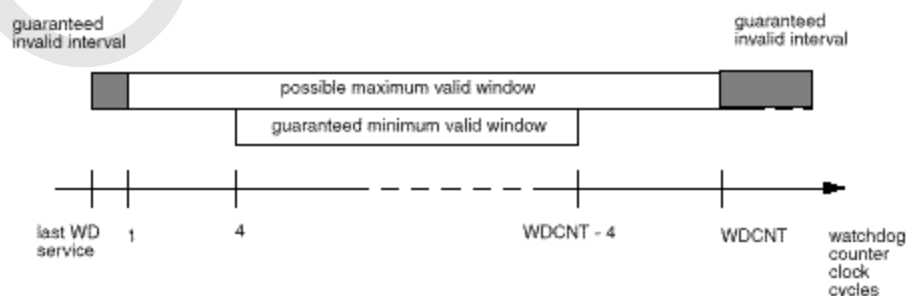 guaranteed
invalid interval
guaranteed
invalid interval
possible maximum valid window
guaranteed minimum valid window
last WD
service
1
4
WDCNT - 4
WDCNT
watchdog
counter
clock
cycles